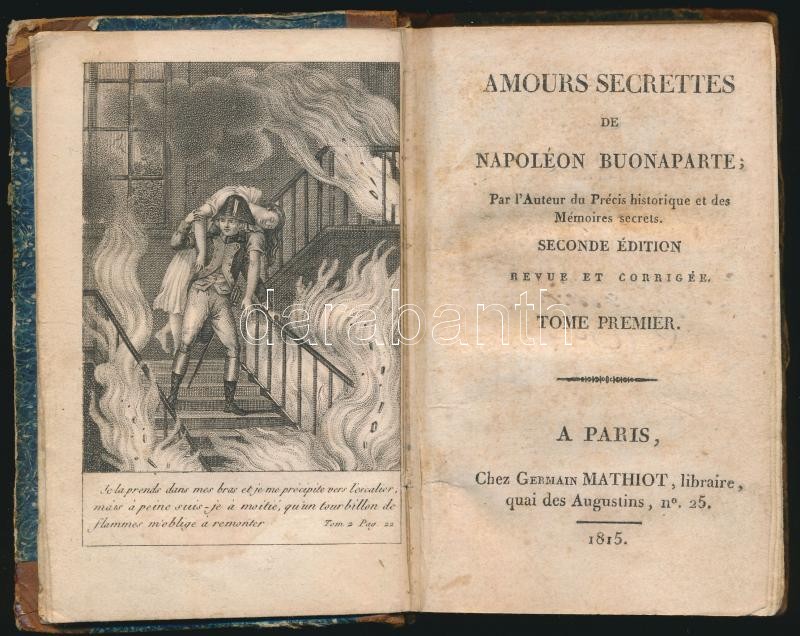 Je la prends dans mes bras et je me précipite vers l'escalier,
mais à peine suis-je à moitié, qu'un tourbillon de
flammes m'oblige à remonter Tom 2 Pag. 22
AMOURS SECRETTES
DE
NAPOLÉON BUONAPARTE;
Par l'Auteur du Précis historique et des
Mémoires secrets.
SECONDE ÉDITION
REVUE ET CORRIGÉE.
TOME PREMIER.
A PARIS,
Chez GERMAIN MATHIOT, libraire,
quai des Augustins, nº. 25.
1815.
darabanth